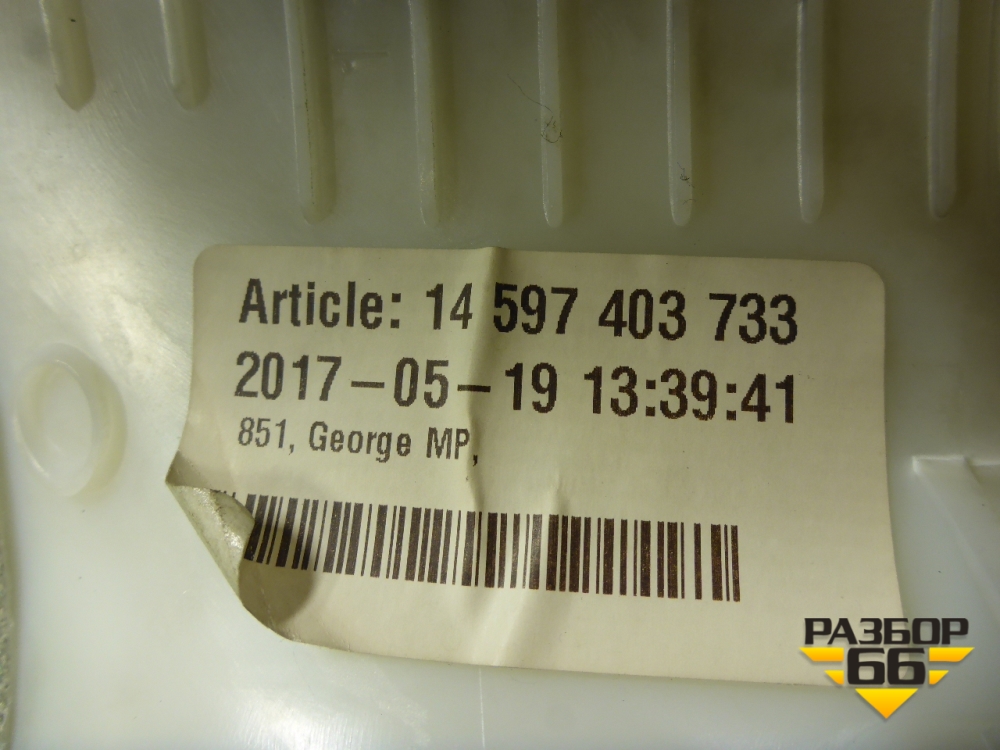 Article: 14 597 403 733
2017-05-19 13:39:41
851, George MP,
РАЗБОР
66